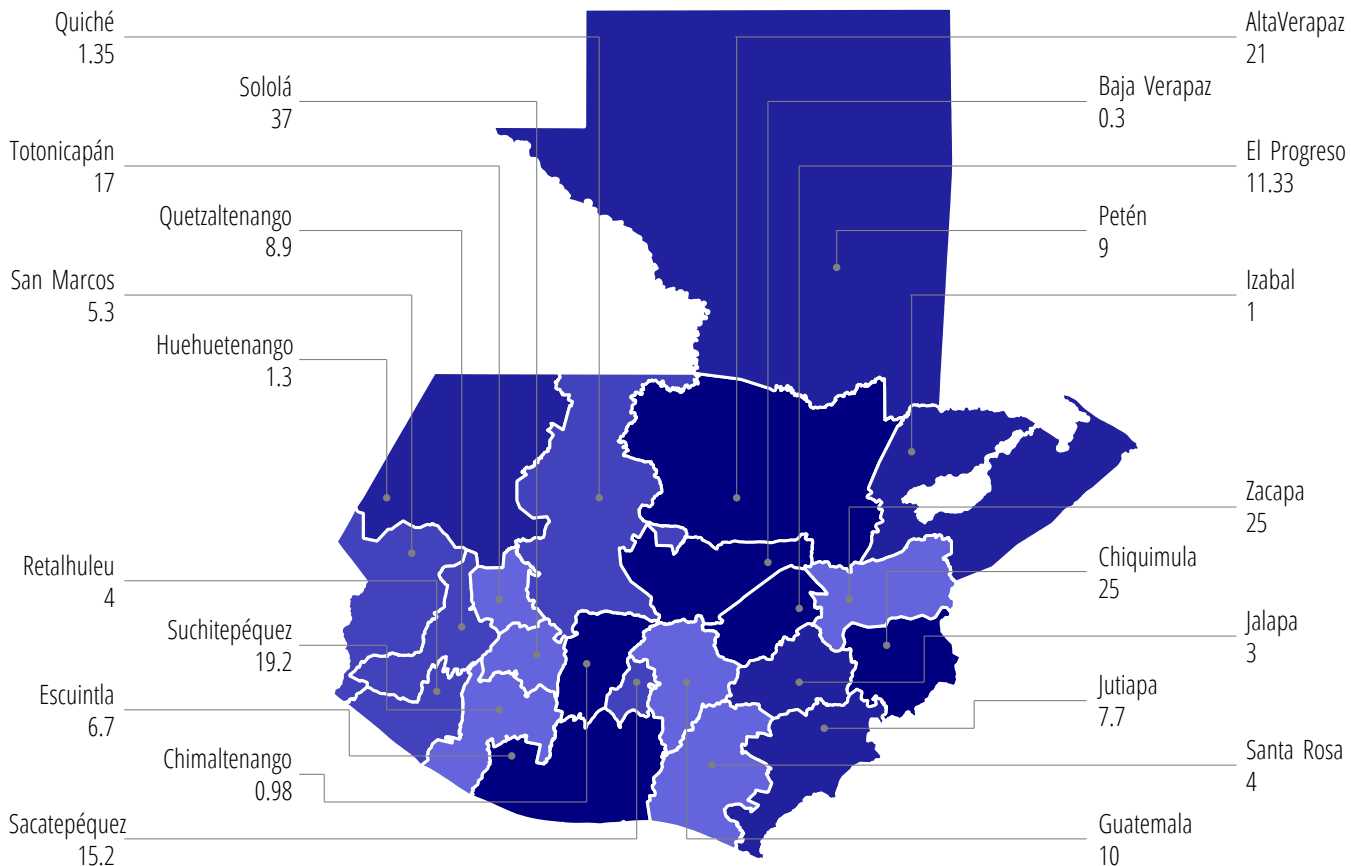 Quiché
1.35
Sololá
37
Totonicapán
17
Quetzaltenango
8.9
San Marcos
5.3
Huehuetenango
1.3
Retalhuleu
4
Suchitepéquez
19.2
Escuintla
6.7
Chimaltenango
0.98
Sacatepéquez
15.2
AltaVerapaz
21
Baja Verapaz
0.3
El Progreso
11.33
Petén
9
Izabal
1
Zacapa
25
Chiquimula
25
Jalapa
3
Jutiapa
7.7
Santa Rosa
4
Guatemala
10